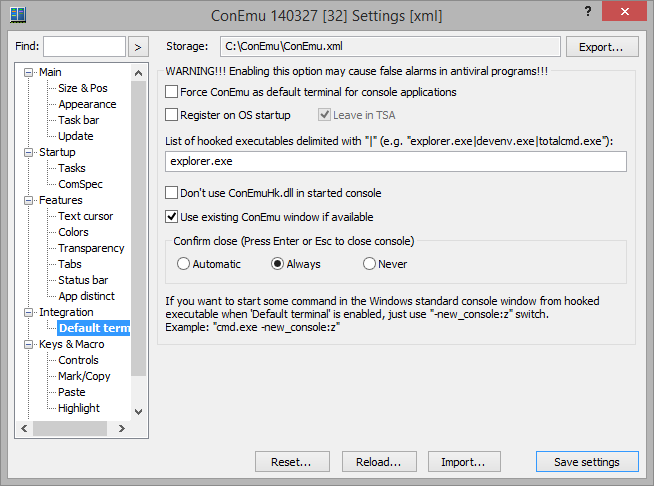 ConEmu 140327 [32] Settings [xml]
Find:
>
Storage:
C:\ConEmu\ConEmu.xml
Export...
Main
Size & Pos
Appearance
Task bar
Update
Startup
Tasks
ComSpec
Features
Text cursor
Colors
Transparency
Tabs
Status bar
App distinct
Integration
Default term
Keys & Macro
Controls
Mark/Copy
Paste
Highlight
WARNING!!! Enabling this option may cause false alarms in antiviral programs!!!
Force ConEmu as default terminal for console applications
Register on OS startup
Leave in TSA
List of hooked executables delimited with "|" (e.g. "explorer.exe|devenv.exe|totalcmd.exe"):
explorer.exe
Don't use ConEmuHk.dll in started console
Use existing ConEmu window if available
Confirm close (Press Enter or Esc to close console)
Automatic
Always
Never
If you want to start some command in the Windows standard console window from hooked
executable when 'Default terminal' is enabled, just use "-new_console:z" switch.
Example: "cmd.exe -new_console:z"
Reset...
Reload...
Import...
Save settings